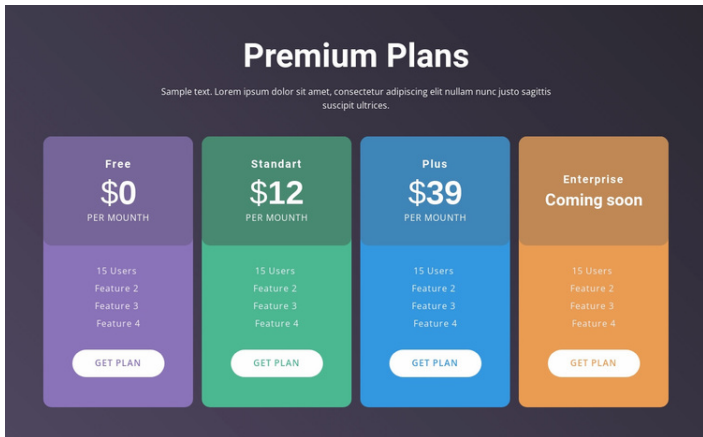 Premium Plans
Sample text. Lorem ipsum dolor sit amet, consectetur adipiscing elit nullam nunc justo sagittis
suscipit ultrices.
Free
$0
PER MOUNTH
15 Users
Feature 2
Feature 3
Feature 4
GET PLAN
Standart
$12
PER MOUNTH
15 Users
Feature 2
Feature 3
Feature 4
GET PLAN
Plus
$39
PER MOUNTH
15 Users
Feature 2
Feature 3
Feature 4
GET PLAN
Enterprise
Coming soon
15 Users
Feature 2
Feature 3
Feature 4
GET PLAN